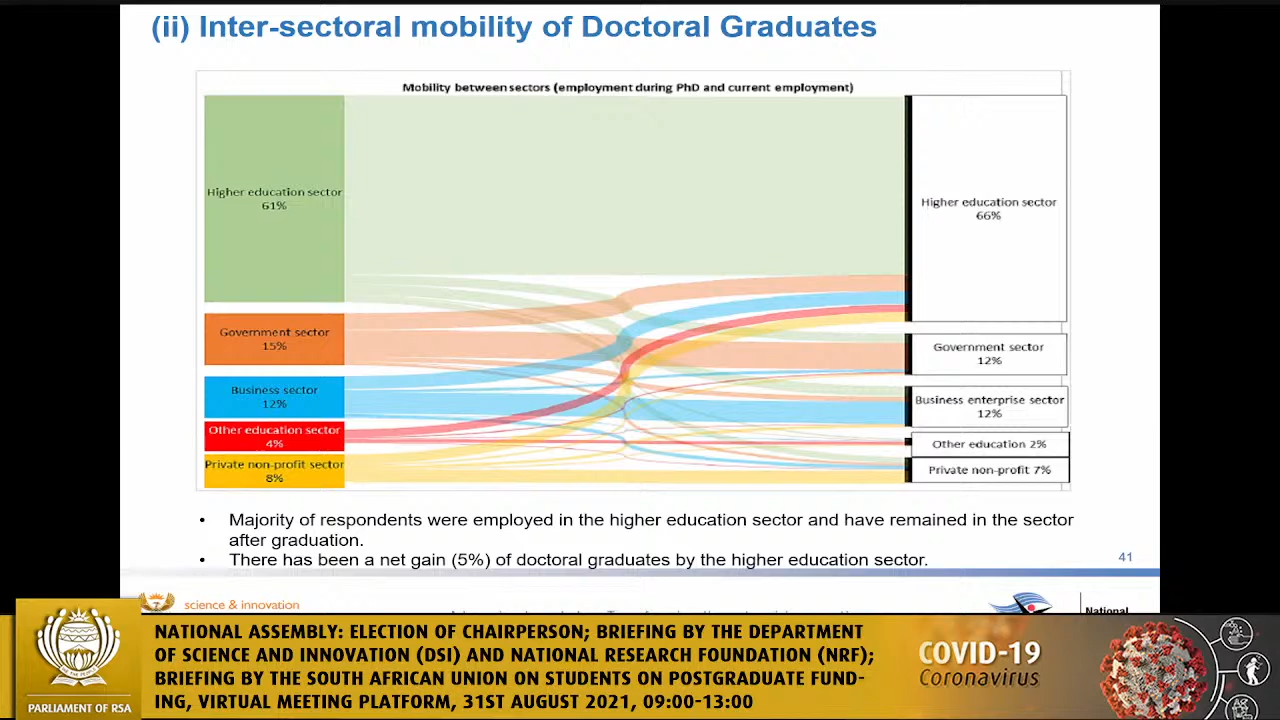 (ii) Inter-sectoral mobility of Doctoral Graduates
Mobility between sectors (employment during PhD and current employment)
Higher education sector
61%
Government sector
15%
Business sector
12%
Other education sector
4%
Private non-profit sector
8%
Higher education sector
66%
Government sector
12%
Business enterprise sector
12%
Other education 2%
Private non-profit 7%
• Majority of respondents were employed in the higher education sector and have remained in the sector
after graduation.
• There has been a net gain (5%) of doctoral graduates by the higher education sector.
41
science & innovation
National
PARLIAMENT OF RSA
NATIONAL ASSEMBLY: ELECTION OF CHAIRPERSON; BRIEFING BY THE DEPARTMENT
OF SCIENCE AND INNOVATION (DSI) AND NATIONAL RESEARCH FOUNDATION (NRF);
BRIEFING BY THE SOUTH AFRICAN UNION ON STUDENTS ON POSTGRADUATE FUND-
ING, VIRTUAL MEETING PLATFORM, 31ST AUGUST 2021, 09:00-13:00
COVID-19
Coronavirus